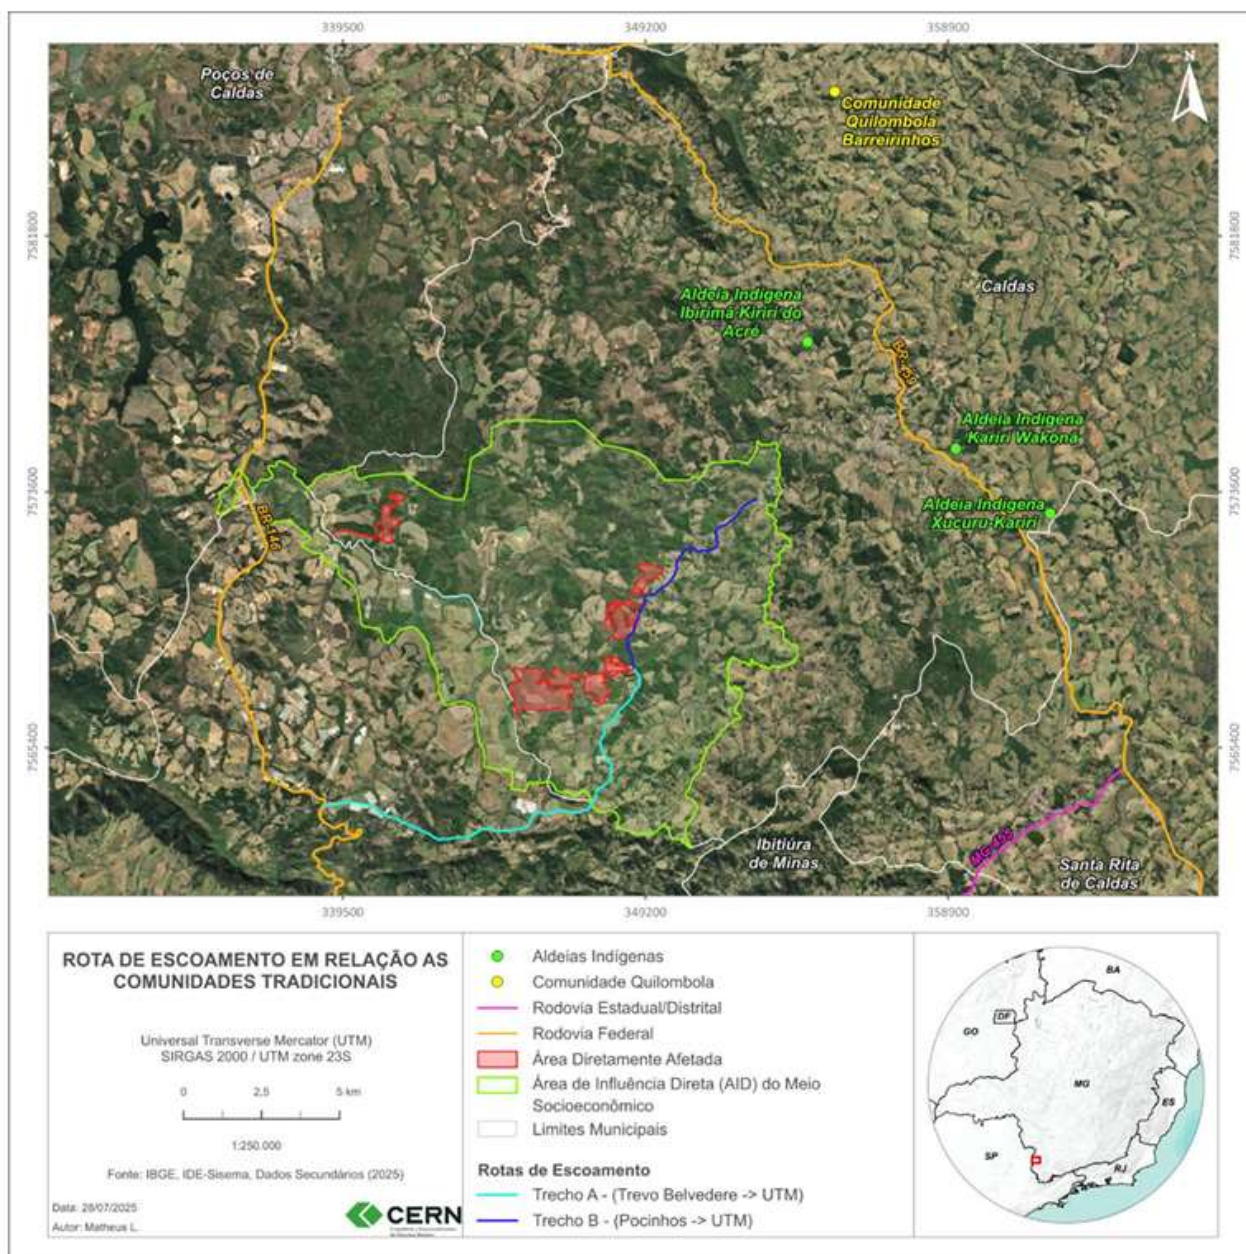 339500
349200
358900
Poços de
Caldas
N
Comunidade
Quilombola
Barreirinhos
7581800
7581800
Aldeia Indígena
Ibirimã Kiriri do
Acré
Caldas
BR-459
Aldeia Indígena
Kariri Wakonã
7573600
7573600
Aldeia Indígena
Xucuru-Kariri
BR-146
7565400
7565400
Ibitiúra
de Minas
MG-455
Santa Rita
de Caldas
339500
349200
358900
ROTA DE ESCOAMENTO EM RELAÇÃO AS
COMUNIDADES TRADICIONAIS
Universal Transverse Mercator (UTM)
SIRGAS 2000 / UTM zone 23S
0 2,5 5 km
1:250.000
Fonte: IBGE, IDE-Sisema, Dados Secundários (2025)
Data: 28/07/2025
Autor: Matheus L.
CERN
Aldeias Indígenas
Comunidade Quilombola
Rodovia Estadual/Distrital
Rodovia Federal
Área Diretamente Afetada
Área de Influência Direta (AID) do Meio
Socioeconômico
Limites Municipais
Rotas de Escoamento
Trecho A - (Trevo Belvedere -> UTM)
Trecho B - (Pocinhos -> UTM)
BA
DF
GO
MG
ES
SP
RJ